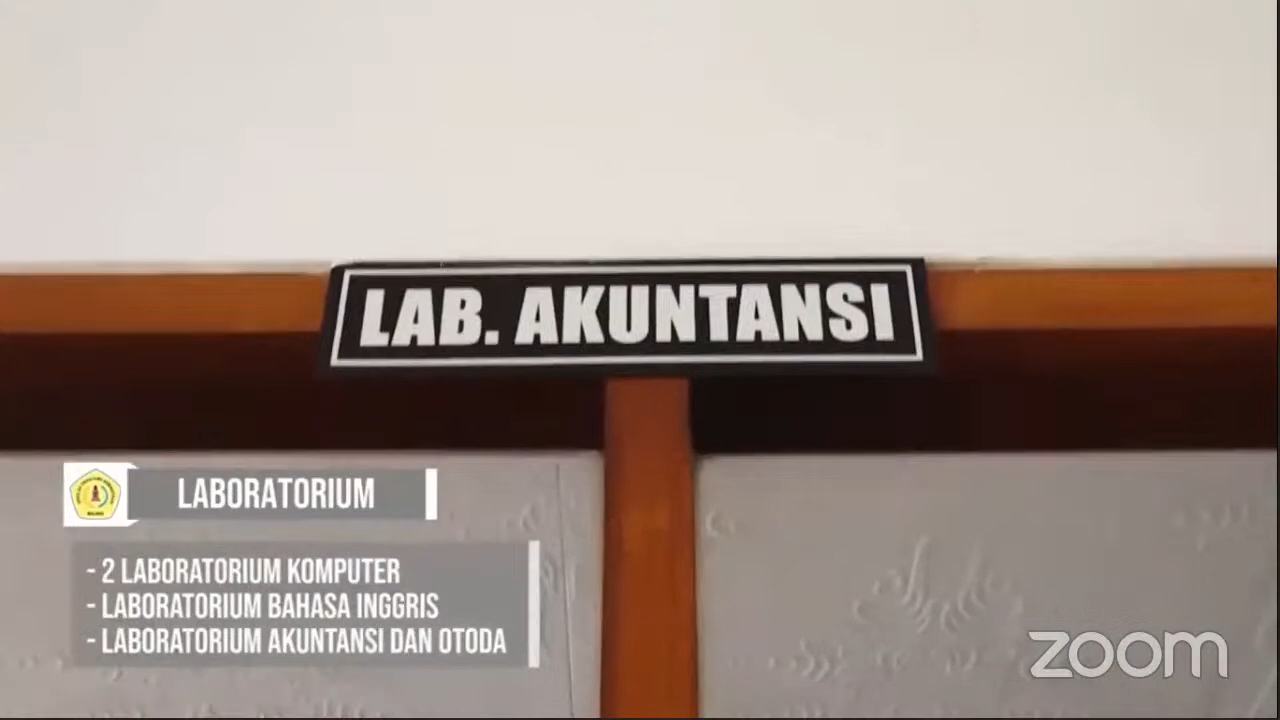 LAB. AKUNTANSI
LABORATORIUM
- 2 LABORATORIUM KOMPUTER
- LABORATORIUM BAHASA INGGRIS
- LABORATORIUM AKUNTANSI DAN OTODA
zoom